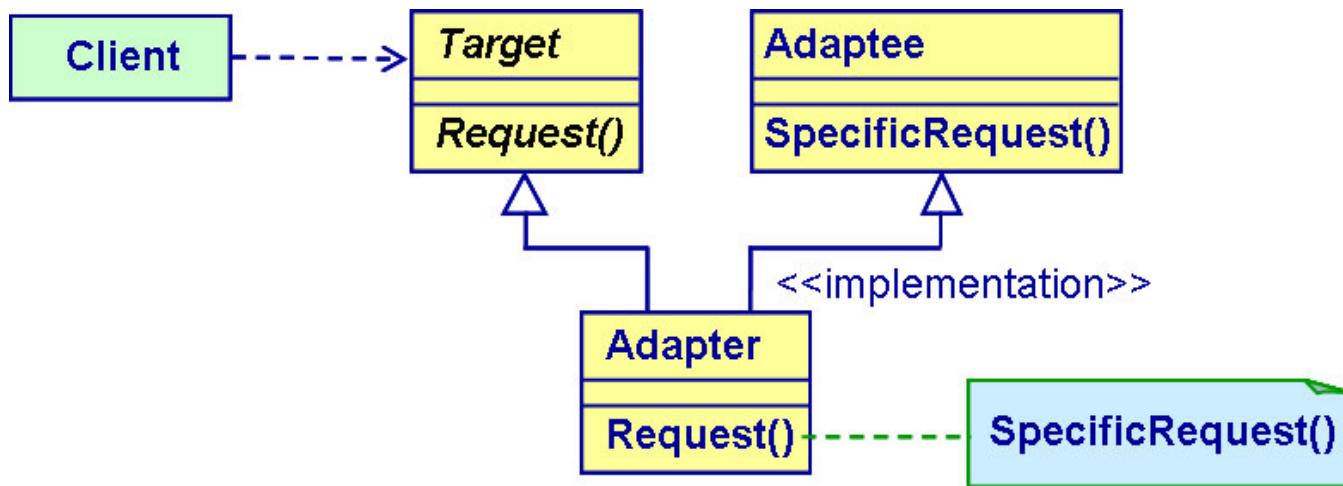 Client
Target
Request()
Adaptee
SpecificRequest()
<<implementation>>
Adapter
Request()
SpecificRequest()